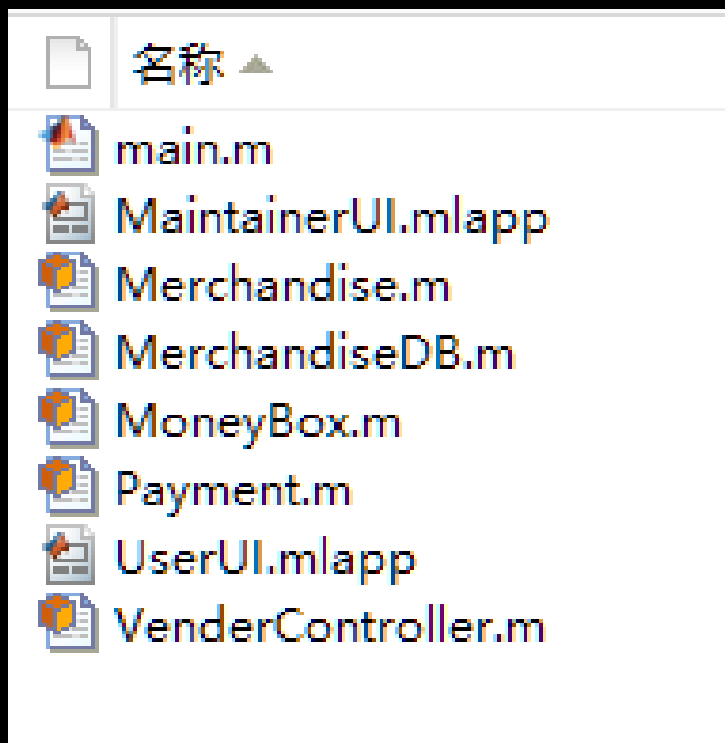 名称
main.m
MaintainerUI.mlapp
Merchandise.m
MerchandiseDB.m
MoneyBox.m
Payment.m
UserUI.mlapp
VenderController.m